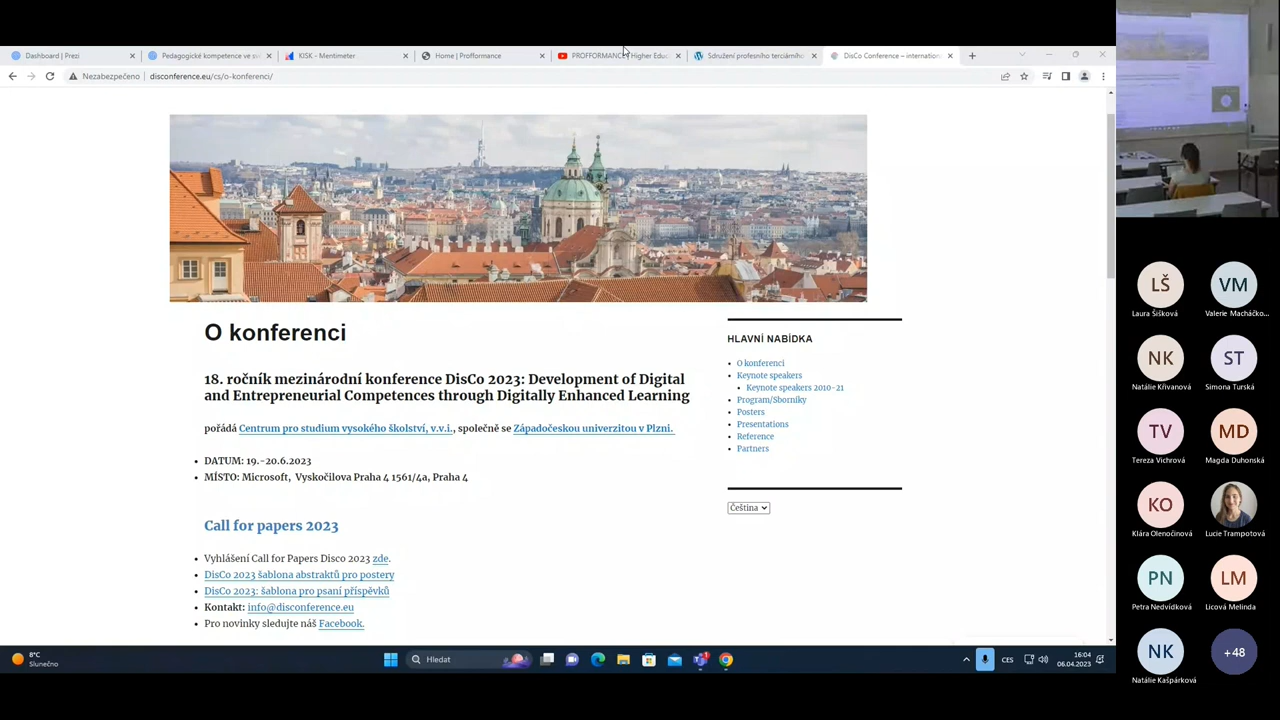 Dashboard | Prezi
Pedagogické kompetence ve sv
KISK - Mentimeter
Home | Profformance
PROFFORMANCE | Higher Educ
Sdružení profesního terciárního
DisCo Conference – internation
Nezabezpečeno
disconference.eu/cs/o-konferenci/
O konferenci
18. ročník mezinárodní konference DisCo 2023: Development of Digital
and Entrepreneurial Competences through Digitally Enhanced Learning
pořádá Centrum pro studium vysokého školství, v.v.i., společně se Západočeskou univerzitou v Plzni.
DATUM: 19.-20.6.2023
MÍSTO: Microsoft, Vyskočilova Praha 4 1561/4a, Praha 4
Call for papers 2023
Vyhlášení Call for Papers Disco 2023 zde.
DisCo 2023 šablona abstraktů pro postery
DisCo 2023: šablona pro psaní příspěvků
Kontakt: info@disconference.eu
Pro novinky sledujte náš Facebook.
HLAVNÍ NABÍDKA
O konferenci
Keynote speakers
Keynote speakers 2010-21
Program/Sborníky
Posters
Presentations
Reference
Partners
Čeština
8°C
Slunečno
Hledat
CES
16:04
06.04.2023
LŠ
Laura Šišková
VM
Valerie Macháčko...
NK
Natálie Křivanová
ST
Simona Turská
TV
Tereza Vichrová
MD
Magda Duhonská
KO
Klára Olenočinová
Lucie Trampotová
PN
Petra Nedvídková
LM
Licová Melinda
NK
Natálie Kašpárková
+48